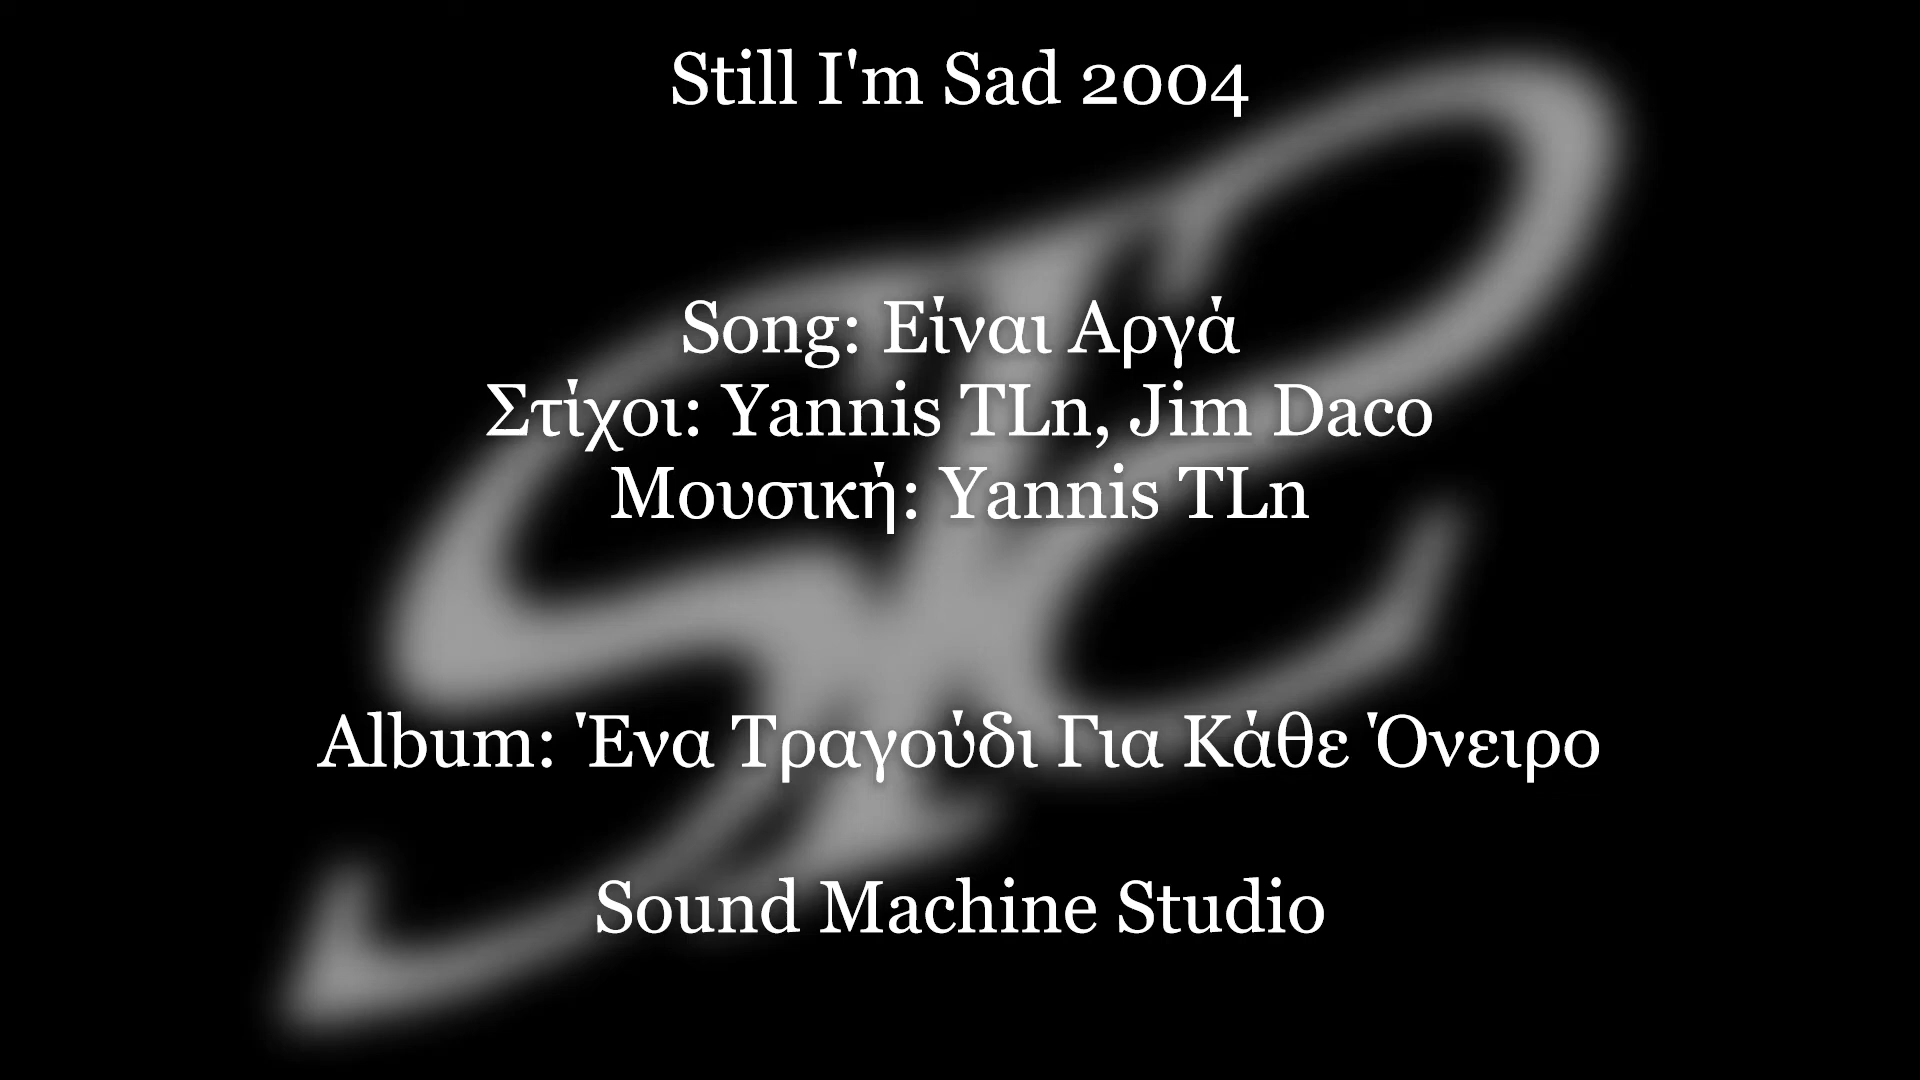 Still I'm Sad 2004
Song: Είναι Αργά
Στίχοι: Yannis TLn, Jim Daco
Μουσική: Yannis TLn
Album: Ένα Τραγούδι Για Κάθε Όνειρο
Sound Machine Studio